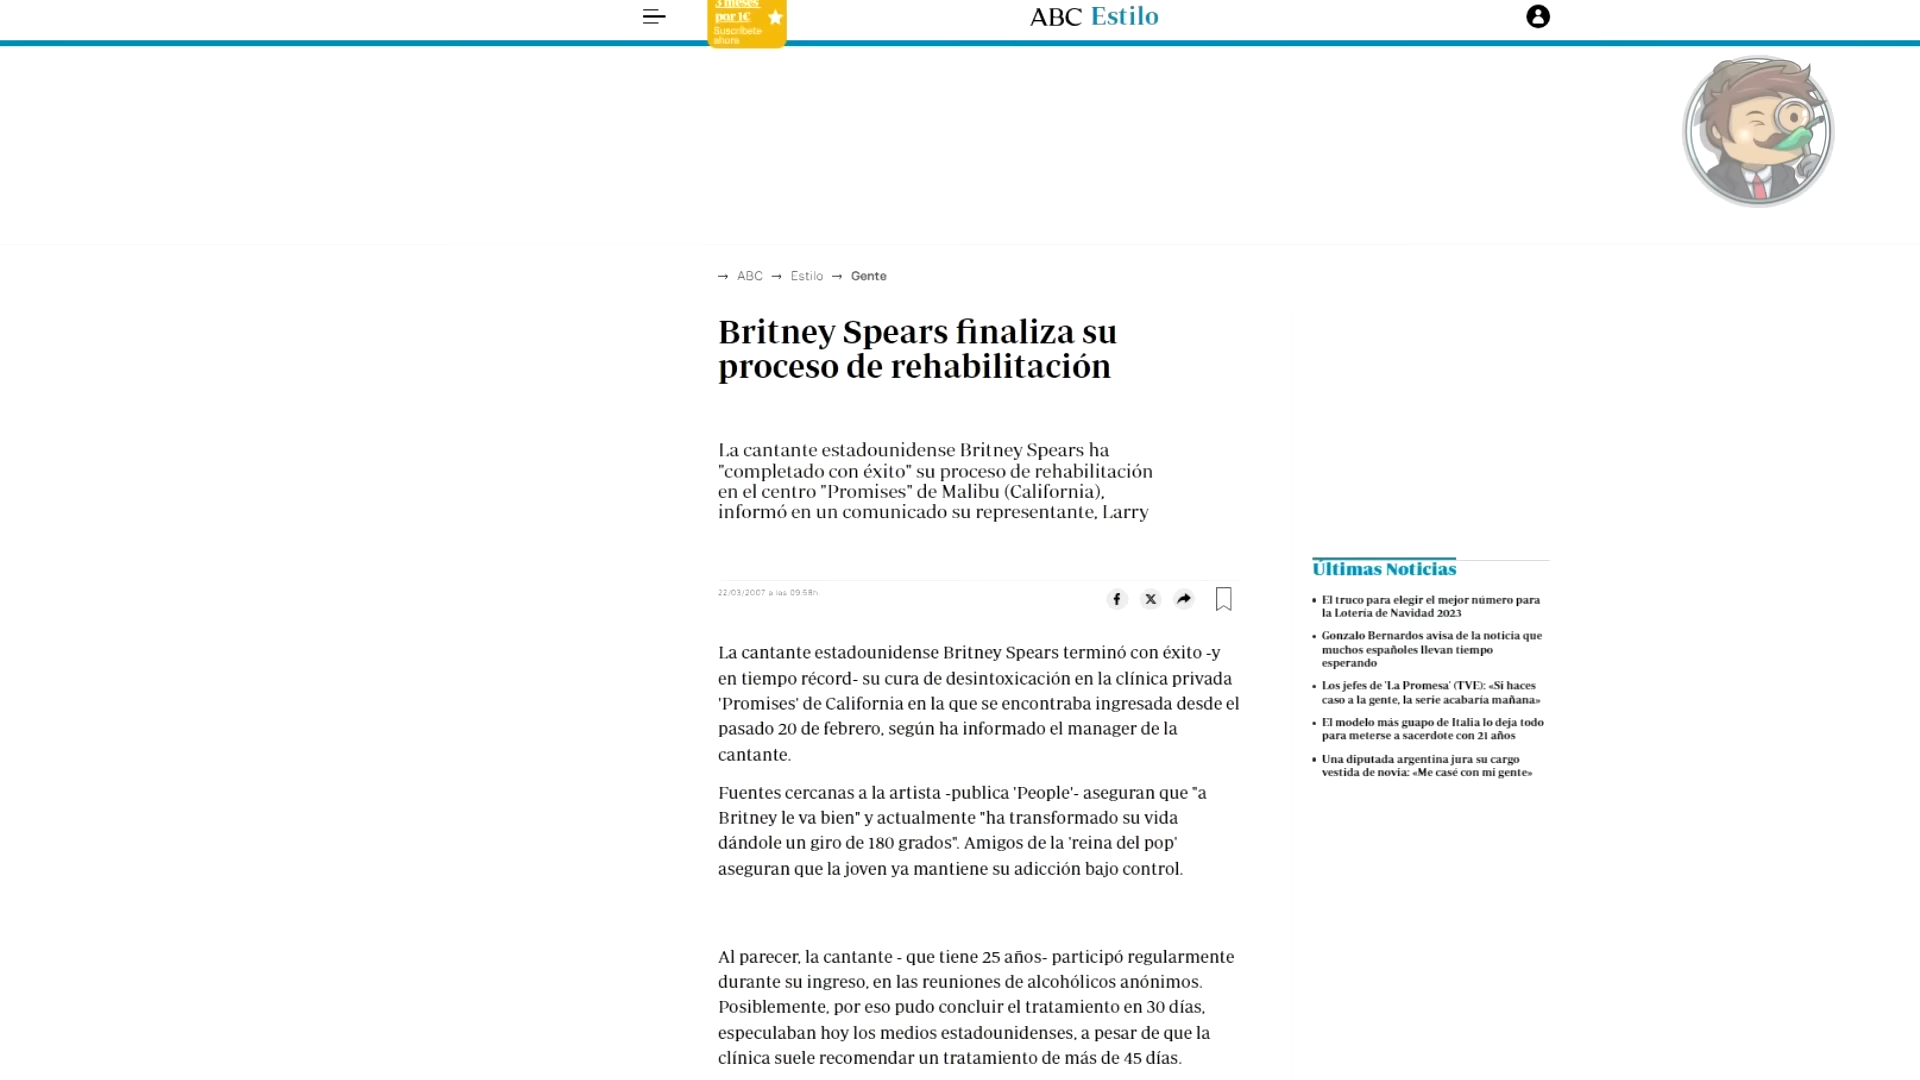 3 meses
por 1€
Suscríbete
ahora
ABC Estilo
→ ABC → Estilo → Gente
Britney Spears finaliza su
proceso de rehabilitación
La cantante estadounidense Britney Spears ha
"completado con éxito" su proceso de rehabilitación
en el centro "Promises" de Malibu (California),
informó en un comunicado su representante, Larry
22/03/2007 a las 09:58h.
La cantante estadounidense Britney Spears terminó con éxito -y
en tiempo récord- su cura de desintoxicación en la clínica privada
'Promises' de California en la que se encontraba ingresada desde el
pasado 20 de febrero, según ha informado el manager de la
cantante.
Fuentes cercanas a la artista -publica 'People'- aseguran que "a
Britney le va bien" y actualmente "ha transformado su vida
dándole un giro de 180 grados". Amigos de la 'reina del pop'
aseguran que la joven ya mantiene su adicción bajo control.
Al parecer, la cantante - que tiene 25 años- participó regularmente
durante su ingreso, en las reuniones de alcohólicos anónimos.
Posiblemente, por eso pudo concluir el tratamiento en 30 días,
especulaban hoy los medios estadounidenses, a pesar de que la
clínica suele recomendar un tratamiento de más de 45 días.
Últimas Noticias
El truco para elegir el mejor número para
la Lotería de Navidad 2023
Gonzalo Bernardos avisa de la noticia que
muchos españoles llevan tiempo
esperando
Los jefes de 'La Promesa' (TVE): «Si haces
caso a la gente, la serie acabaría mañana»
El modelo más guapo de Italia lo deja todo
para meterse a sacerdote con 21 años
Una diputada argentina jura su cargo
vestida de novia: «Me casé con mi gente»